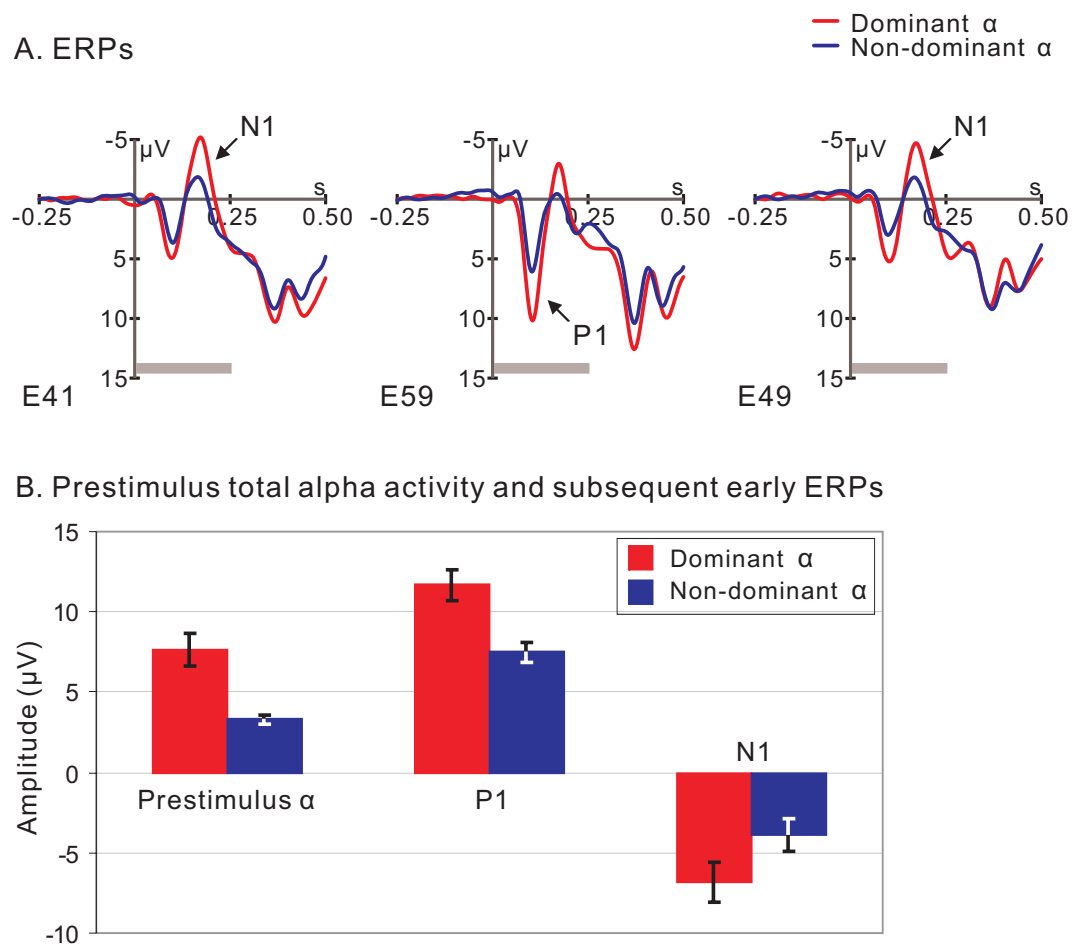 Dominant α
Non-dominant α
A. ERPs
N1
-5
µV
s
-0.25
0.25
0.50
5
10
15
E41
-5
µV
s
-0.25
0.25
0.50
5
10
P1
15
E59
N1
-5
µV
s
-0.25
0.25
0.50
5
10
15
E49
B. Prestimulus total alpha activity and subsequent early ERPs
15
10
5
0
-5
-10
Amplitude (µV)
Dominant α
Non-dominant α
Prestimulus α
P1
N1